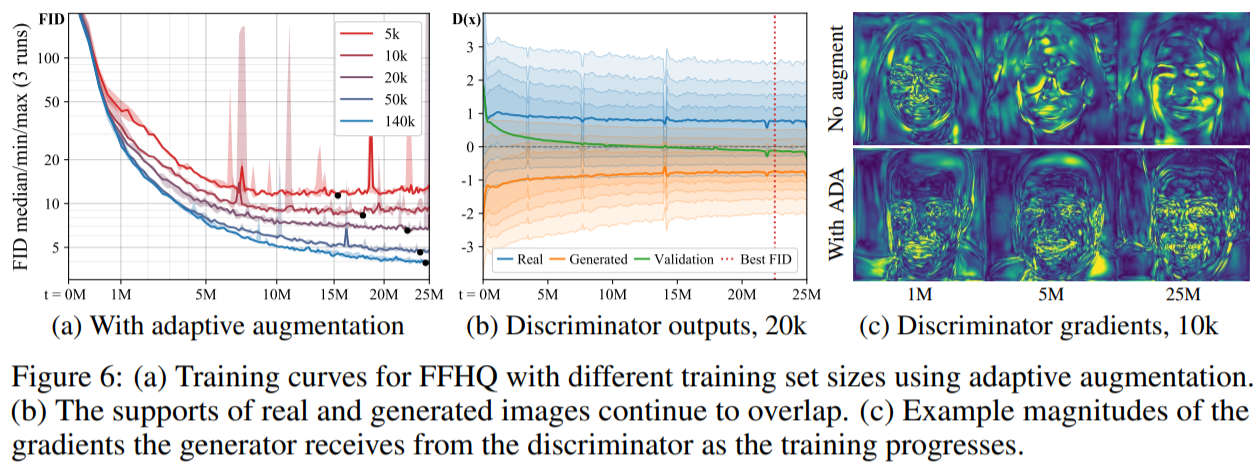 FID
FID median/min/max (3 runs)
100
50
20
10
5
5k
10k
20k
50k
140k
t = 0M 1M 5M 10M 15M 20M 25M
(a) With adaptive augmentation
D(x)
3
2
1
0
-1
-2
-3
Real Generated Validation Best FID
t = 0M 5M 10M 15M 20M 25M
(b) Discriminator outputs, 20k
No augment
With ADA
1M 5M 25M
(c) Discriminator gradients, 10k
Figure 6: (a) Training curves for FFHQ with different training set sizes using adaptive augmentation.
(b) The supports of real and generated images continue to overlap. (c) Example magnitudes of the
gradients the generator receives from the discriminator as the training progresses.